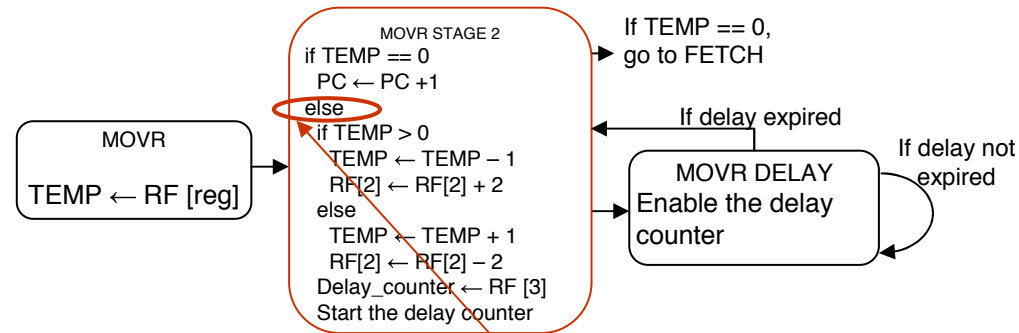 MOVR
TEMP ← RF [reg]
MOVR STAGE 2
if TEMP == 0
PC ← PC +1
else
if TEMP > 0
TEMP ← TEMP – 1
RF[2] ← RF[2] + 2
else
TEMP ← TEMP + 1
RF[2] ← RF[2] – 2
Delay_counter ← RF [3]
Start the delay counter
If TEMP == 0,
go to FETCH
If delay expired
MOVR DELAY
Enable the delay
counter
If delay not
expired